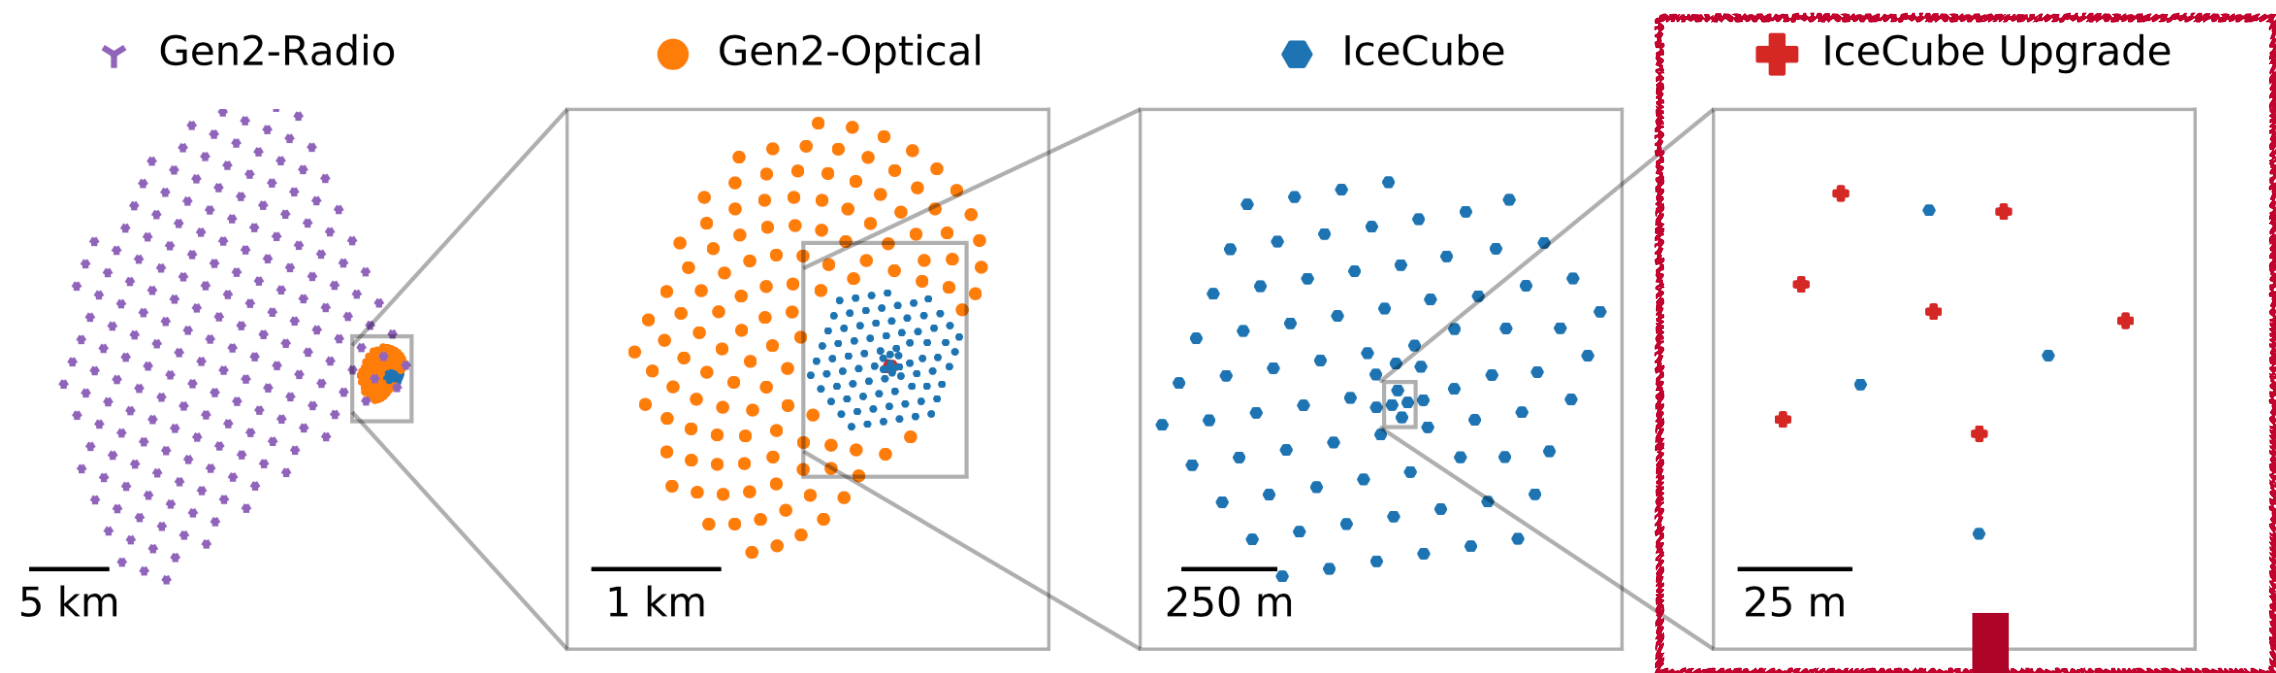 Gen2-Radio
Gen2-Optical
IceCube
IceCube Upgrade
5 km
1 km
250 m
25 m